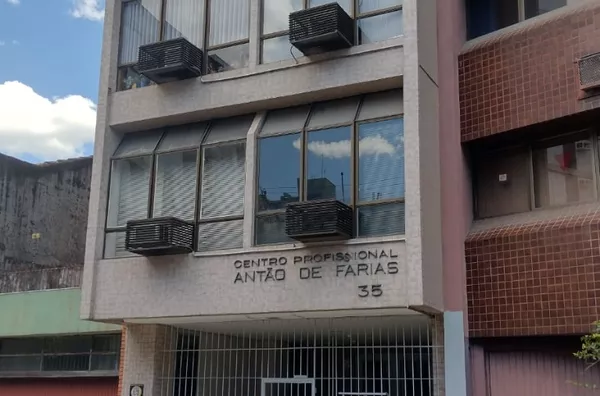 CENTRO PROFISSIONAL
ANTÃO DE FARIAS
35